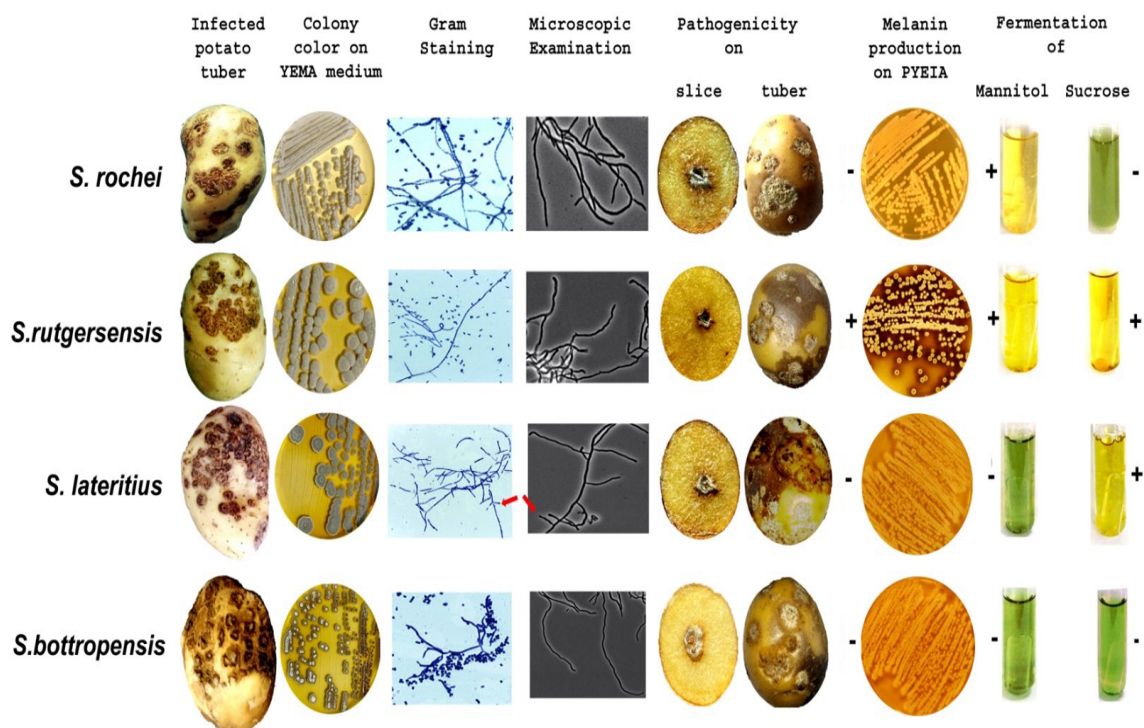 Infected potato tuber
Colony color on YEMA medium
Gram Staining
Microscopic Examination
Pathogenicity on
slice
tuber
Melanin production on PYEIA
Fermentation of
Mannitol
Sucrose
S. rochei
-
+
-
S.rutgersensis
+
+
+
S. lateritius
-
-
+
S.bottropensis
-
-
-